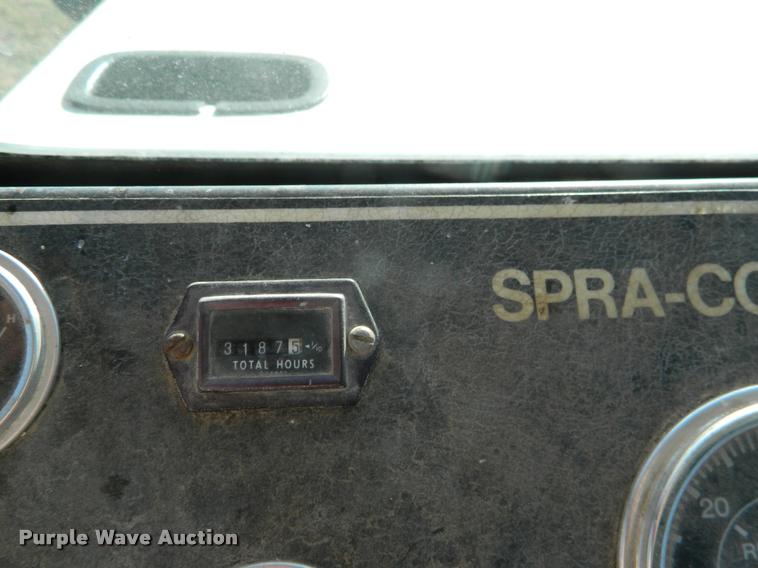 SPRA-CO
H
31875 1/10
TOTAL HOURS
20
R
Purple Wave Auction